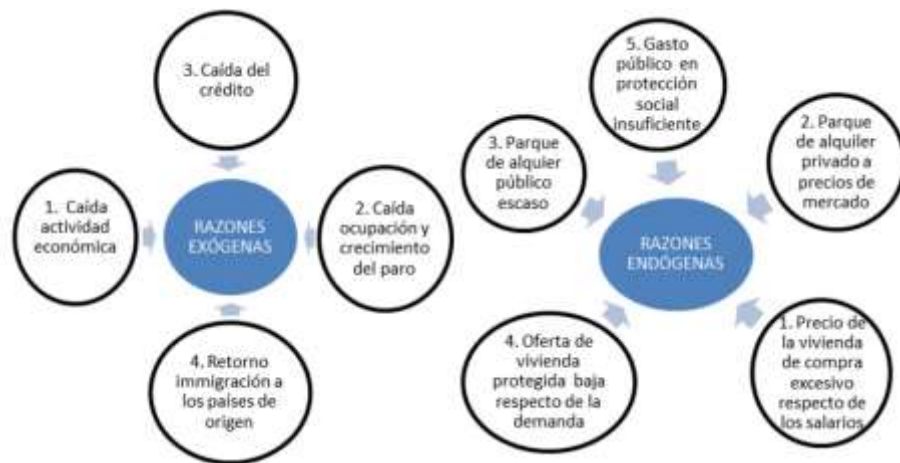 3. Caída del
crédito
1. Caída
actividad
económica
RAZONES
EXÓGENAS
2. Caída
ocupación y
crecimiento
del paro
4. Retorno
immigración a
los países de
origen
5. Gasto
público en
protección
social
insuficiente
3. Parque
de alquier
público
escaso
2. Parque
de alquiler
privado a
precios de
mercado
RAZONES
ENDÓGENAS
4. Oferta de
vivienda
protegida baja
respecto de la
demanda
1. Precio de
la vivienda
de compra
excesivo
respecto de
los salarios